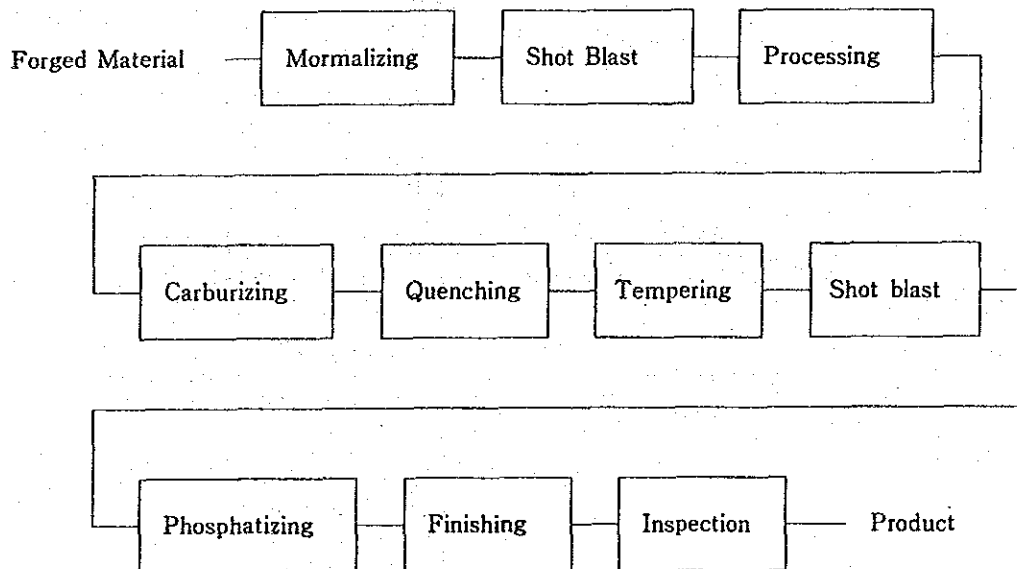 Forged Material Mormalizing Shot Blast Processing
Carburizing Quenching Tempering Shot blast
Phosphatizing Finishing Inspection Product